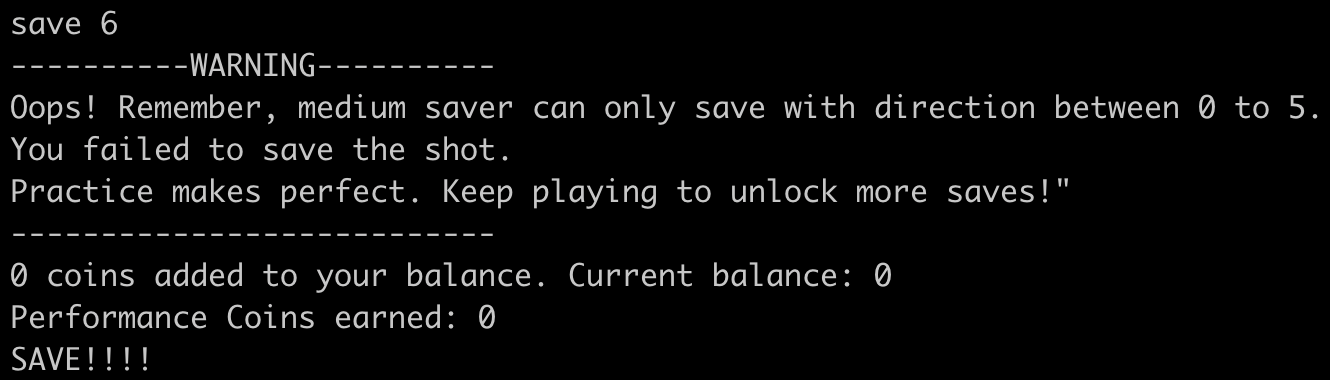 save 6
----------WARNING----------
Oops! Remember, medium saver can only save with direction between 0 to 5.
You failed to save the shot.
Practice makes perfect. Keep playing to unlock more saves!"
---------------------------
0 coins added to your balance. Current balance: 0
Performance Coins earned: 0
SAVE!!!!